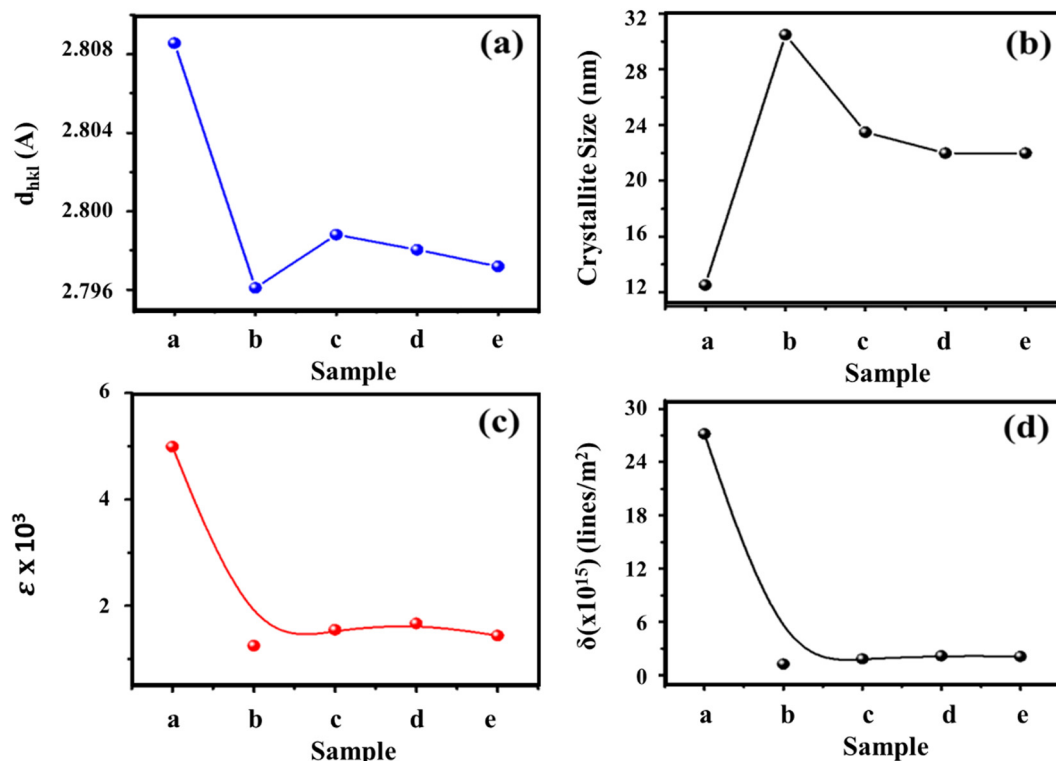 (a)
2.808
2.804
2.800
2.796
d_hkl (A)
a b c d e
Sample
(b)
32
28
24
20
16
12
Crystallite Size (nm)
a b c d e
Sample
(c)
6
4
2
ε x 10³
a b c d e
Sample
(d)
30
24
18
12
6
0
δ(x10¹⁵) (lines/m²)
a b c d e
Sample